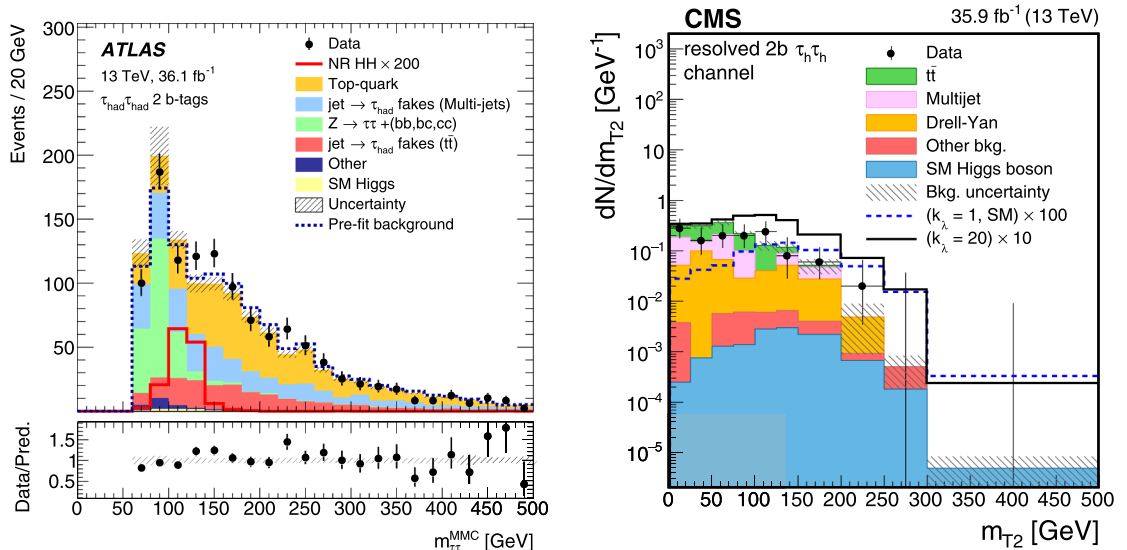 ATLAS
13 TeV, 36.1 fb⁻¹
τhadτhad 2 b-tags
Data
NR HH × 200
Top-quark
jet → τhad fakes (Multi-jets)
Z → ττ +(bb,bc,cc)
jet → τhad fakes (tt̄)
Other
SM Higgs
Uncertainty
Pre-fit background
Events / 20 GeV
300
250
200
150
100
50
Data/Pred.
1.5
1
0.5
0 50 100 150 200 250 300 350 400 450 500
mττ^MMC [GeV]
CMS
35.9 fb⁻¹ (13 TeV)
resolved 2b τhτh
channel
Data
tt̄
Multijet
Drell-Yan
Other bkg.
SM Higgs boson
Bkg. uncertainty
(kλ = 1, SM) × 100
(kλ = 20) × 10
dN/dmT2 [GeV⁻¹]
10³
10²
10
1
10⁻¹
10⁻²
10⁻³
10⁻⁴
10⁻⁵
0 50 100 150 200 250 300 350 400 450 500
mT2 [GeV]